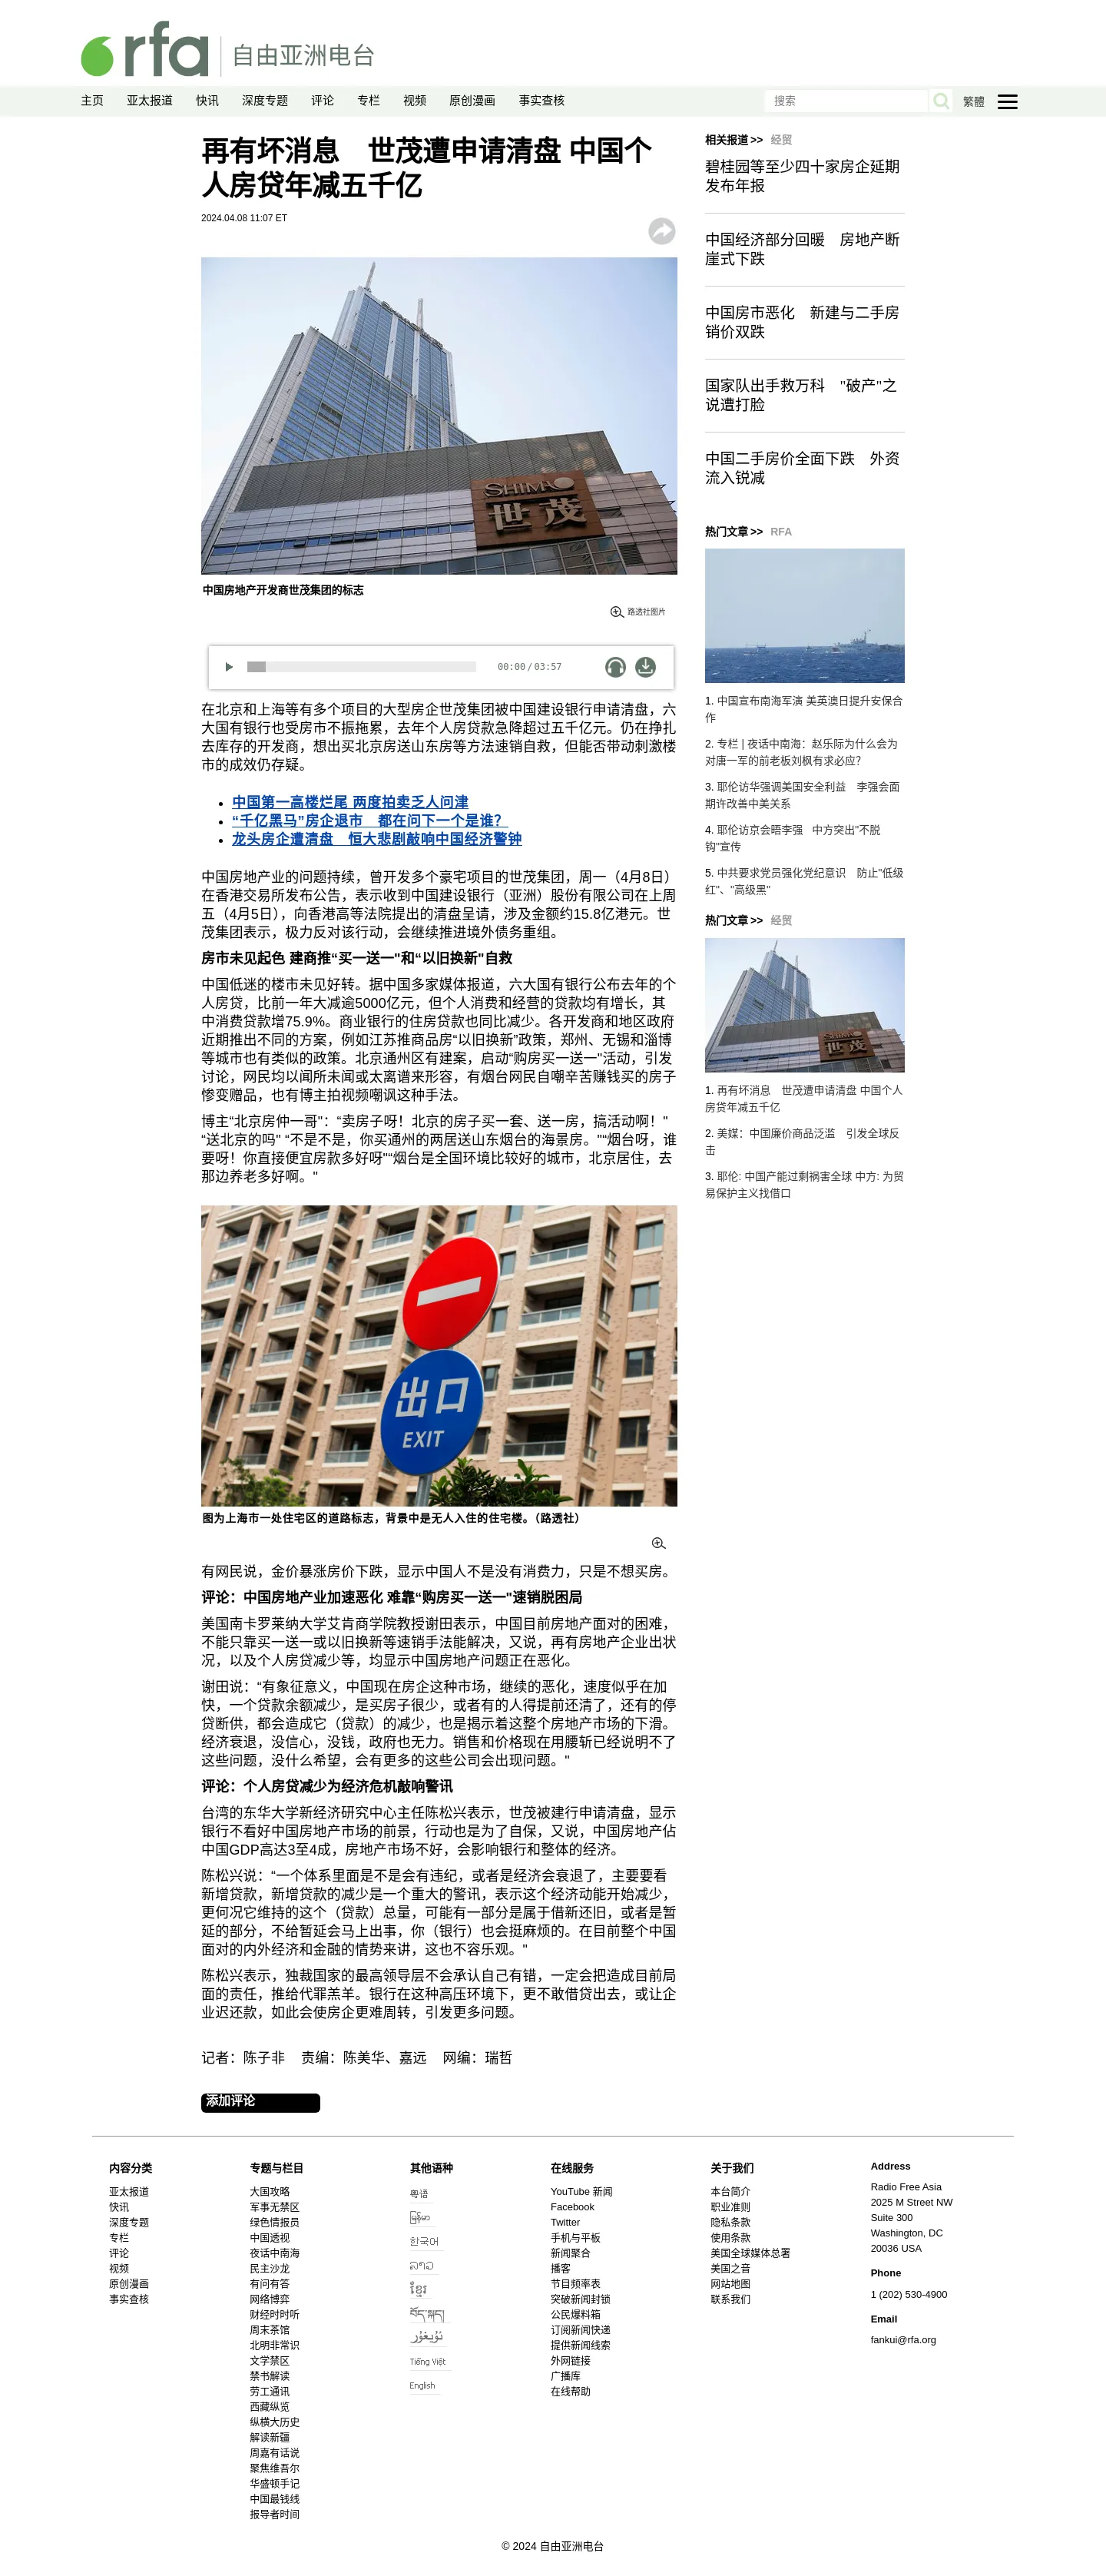 rfa 自由亚洲电台
主页 亚太报道 快讯 深度专题 评论 专栏 视频 原创漫画 事实查核 搜索 繁體
再有坏消息　世茂遭申请清盘 中国个
人房贷年减五千亿
2024.04.08 11:07 ET
SHIMAO
世茂
中国房地产开发商世茂集团的标志
路透社图片
00:00 / 03:57
在北京和上海等有多个项目的大型房企世茂集团被中国建设银行申请清盘，六
大国有银行也受房市不振拖累，去年个人房贷款急降超过五千亿元。仍在挣扎
去库存的开发商，想出买北京房送山东房等方法速销自救，但能否带动刺激楼
市的成效仍存疑。
中国第一高楼烂尾 两度拍卖乏人问津
“千亿黑马”房企退市　都在问下一个是谁？
龙头房企遭清盘　恒大悲剧敲响中国经济警钟
中国房地产业的问题持续，曾开发多个豪宅项目的世茂集团，周一（4月8日）
在香港交易所发布公告，表示收到中国建设银行（亚洲）股份有限公司在上周
五（4月5日），向香港高等法院提出的清盘呈请，涉及金额约15.8亿港元。世
茂集团表示，极力反对该行动，会继续推进境外债务重组。
房市未见起色 建商推“买一送一"和“以旧换新"自救
中国低迷的楼市未见好转。据中国多家媒体报道，六大国有银行公布去年的个
人房贷，比前一年大减逾5000亿元，但个人消费和经营的贷款均有增长，其
中消费贷款增75.9%。商业银行的住房贷款也同比减少。各开发商和地区政府
近期推出不同的方案，例如江苏推商品房“以旧换新”政策，郑州、无锡和淄博
等城市也有类似的政策。北京通州区有建案，启动“购房买一送一"活动，引发
讨论，网民均以闻所未闻或太离谱来形容，有烟台网民自嘲辛苦赚钱买的房子
惨变赠品，也有博主拍视频嘲讽这种手法。
博主“北京房仲一哥"：“卖房子呀！北京的房子买一套、送一房，搞活动啊！"
“送北京的吗" “不是不是，你买通州的两居送山东烟台的海景房。"“烟台呀，谁
要呀！你直接便宜房款多好呀"“烟台是全国环境比较好的城市，北京居住，去
那边养老多好啊。"
出口
EXIT
图为上海市一处住宅区的道路标志，背景中是无人入住的住宅楼。（路透社）
有网民说，金价暴涨房价下跌，显示中国人不是没有消费力，只是不想买房。
评论：中国房地产业加速恶化 难靠“购房买一送一"速销脱困局
美国南卡罗莱纳大学艾肯商学院教授谢田表示，中国目前房地产面对的困难，
不能只靠买一送一或以旧换新等速销手法能解决，又说，再有房地产企业出状
况，以及个人房贷减少等，均显示中国房地产问题正在恶化。
谢田说：“有象征意义，中国现在房企这种市场，继续的恶化，速度似乎在加
快，一个贷款余额减少，是买房子很少，或者有的人得提前还清了，还有的停
贷断供，都会造成它（贷款）的减少，也是揭示着这整个房地产市场的下滑。
经济衰退，没信心，没钱，政府也无力。销售和价格现在用腰斩已经说明不了
这些问题，没什么希望，会有更多的这些公司会出现问题。"
评论：个人房贷减少为经济危机敲响警讯
台湾的东华大学新经济研究中心主任陈松兴表示，世茂被建行申请清盘，显示
银行不看好中国房地产市场的前景，行动也是为了自保，又说，中国房地产佔
中国GDP高达3至4成，房地产市场不好，会影响银行和整体的经济。
陈松兴说：“一个体系里面是不是会有违纪，或者是经济会衰退了，主要要看
新增贷款，新增贷款的减少是一个重大的警讯，表示这个经济动能开始减少，
更何况它维持的这个（贷款）总量，可能有一部分是属于借新还旧，或者是暂
延的部分，不给暂延会马上出事，你（银行）也会挺麻烦的。在目前整个中国
面对的内外经济和金融的情势来讲，这也不容乐观。"
陈松兴表示，独裁国家的最高领导层不会承认自己有错，一定会把造成目前局
面的责任，推给代罪羔羊。银行在这种高压环境下，更不敢借贷出去，或让企
业迟还款，如此会使房企更难周转，引发更多问题。
记者：陈子非　责编：陈美华、嘉远　网编：瑞哲
添加评论
相关报道 >> 经贸
碧桂园等至少四十家房企延期
发布年报
中国经济部分回暖　房地产断
崖式下跌
中国房市恶化　新建与二手房
销价双跌
国家队出手救万科　"破产"之
说遭打脸
中国二手房价全面下跌　外资
流入锐减
热门文章 >> RFA
1. 中国宣布南海军演 美英澳日提升安保合
作
2. 专栏 | 夜话中南海：赵乐际为什么会为
对唐一军的前老板刘枫有求必应？
3. 耶伦访华强调美国安全利益　李强会面
期许改善中美关系
4. 耶伦访京会晤李强　中方突出"不脱
钩"宣传
5. 中共要求党员强化党纪意识　防止"低级
红"、"高级黑"
热门文章 >> 经贸
世茂
1. 再有坏消息　世茂遭申请清盘 中国个人
房贷年减五千亿
2. 美媒：中国廉价商品泛滥　引发全球反
击
3. 耶伦: 中国产能过剩祸害全球 中方: 为贸
易保护主义找借口
内容分类
亚太报道
快讯
深度专题
专栏
评论
视频
原创漫画
事实查核
专题与栏目
大国攻略
军事无禁区
绿色情报员
中国透视
夜话中南海
民主沙龙
有问有答
网络博弈
财经时时听
周末茶馆
北明非常识
文学禁区
禁书解读
劳工通讯
西藏纵览
纵横大历史
解读新疆
周嘉有话说
聚焦维吾尔
华盛顿手记
中国最钱线
报导者时间
其他语种
粤语
မြန်မာ
한국어
ລາວ
ខ្មែរ
བོད་སྐད།
ئۇيغۇر
Tiếng Việt
English
在线服务
YouTube 新闻
Facebook
Twitter
手机与平板
新闻聚合
播客
节目频率表
突破新闻封锁
公民爆料箱
订阅新闻快递
提供新闻线索
外网链接
广播库
在线帮助
关于我们
本台简介
职业准则
隐私条款
使用条款
美国全球媒体总署
美国之音
网站地图
联系我们
Address
Radio Free Asia
2025 M Street NW
Suite 300
Washington, DC
20036 USA
Phone
1 (202) 530-4900
Email
fankui@rfa.org
© 2024 自由亚洲电台